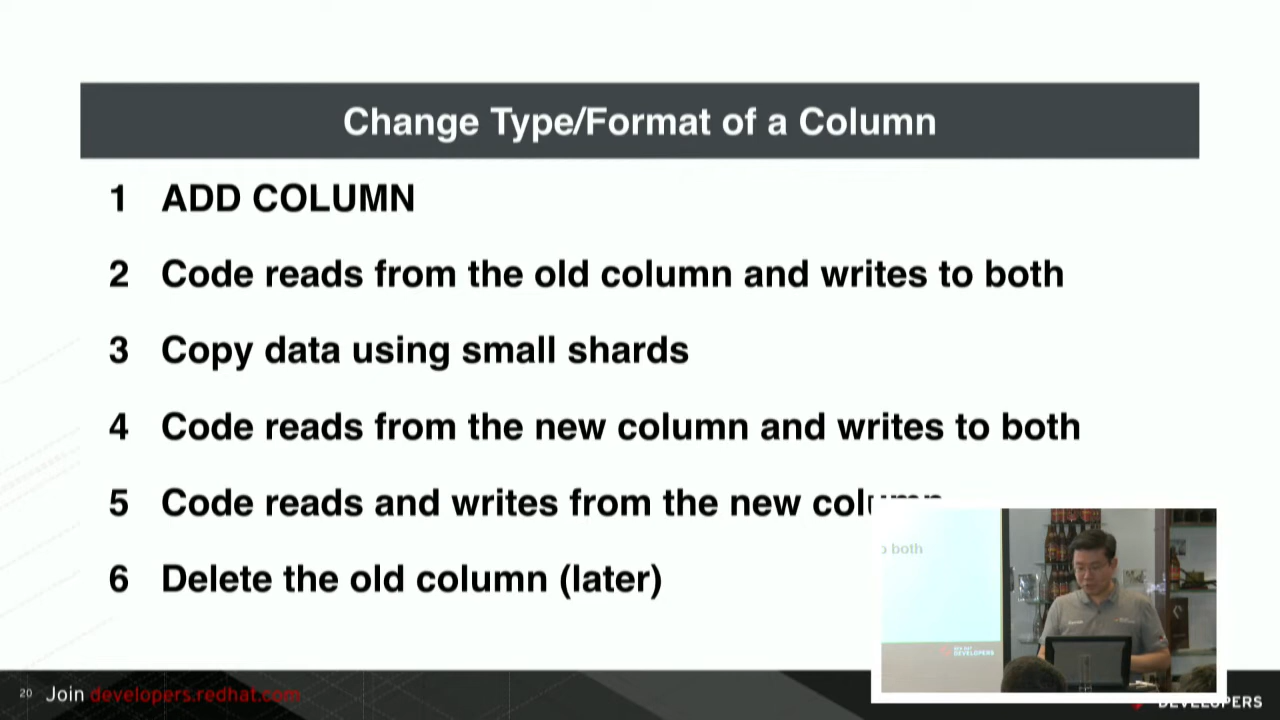 Change Type/Format of a Column
1 ADD COLUMN
2 Code reads from the old column and writes to both
3 Copy data using small shards
4 Code reads from the new column and writes to both
5 Code reads and writes from the new column
6 Delete the old column (later)
both
DEVELOPERS
20 Join developers.redhat.com
DEVELOPERS